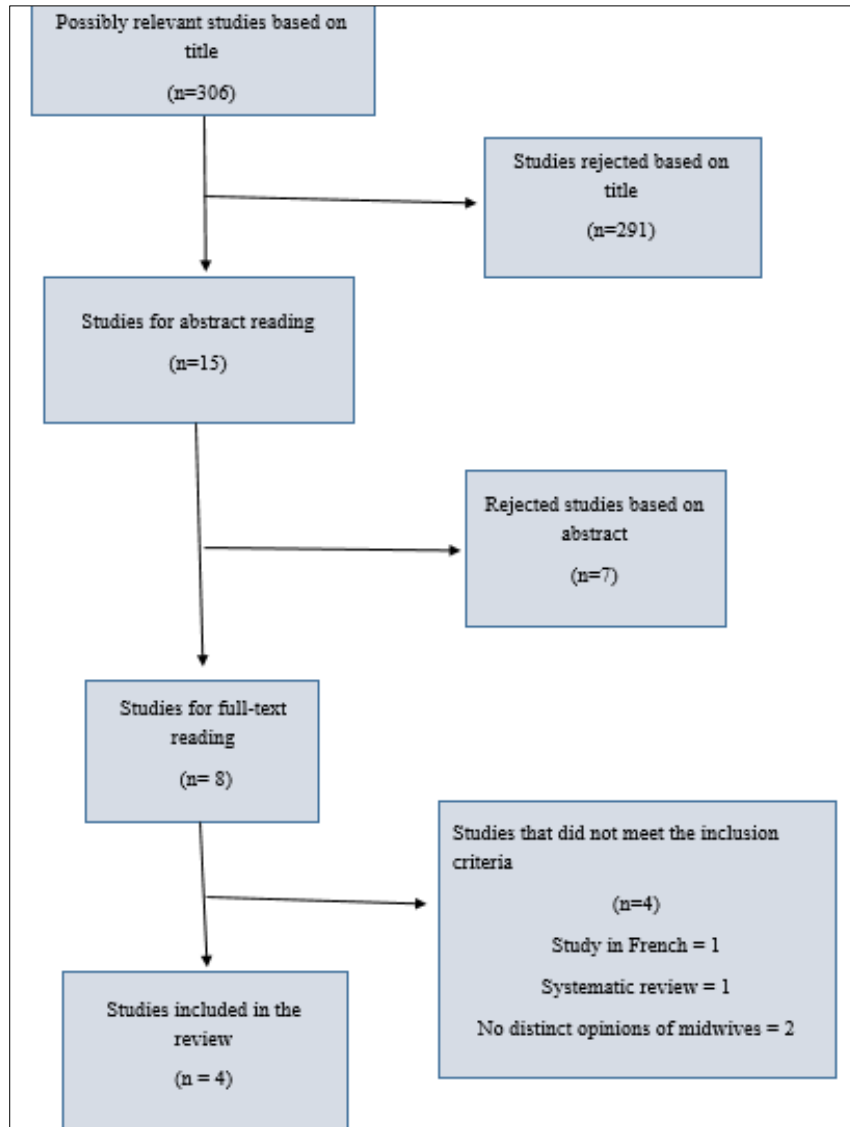 Possibly relevant studies based on
title
(n=306)
Studies rejected based on
title
(n=291)
Studies for abstract reading
(n=15)
Rejected studies based on
abstract
(n=7)
Studies for full-text
reading
(n= 8)
Studies that did not meet the inclusion
criteria
(n=4)
Study in French = 1
Systematic review = 1
No distinct opinions of midwives = 2
Studies included in the
review
(n = 4)